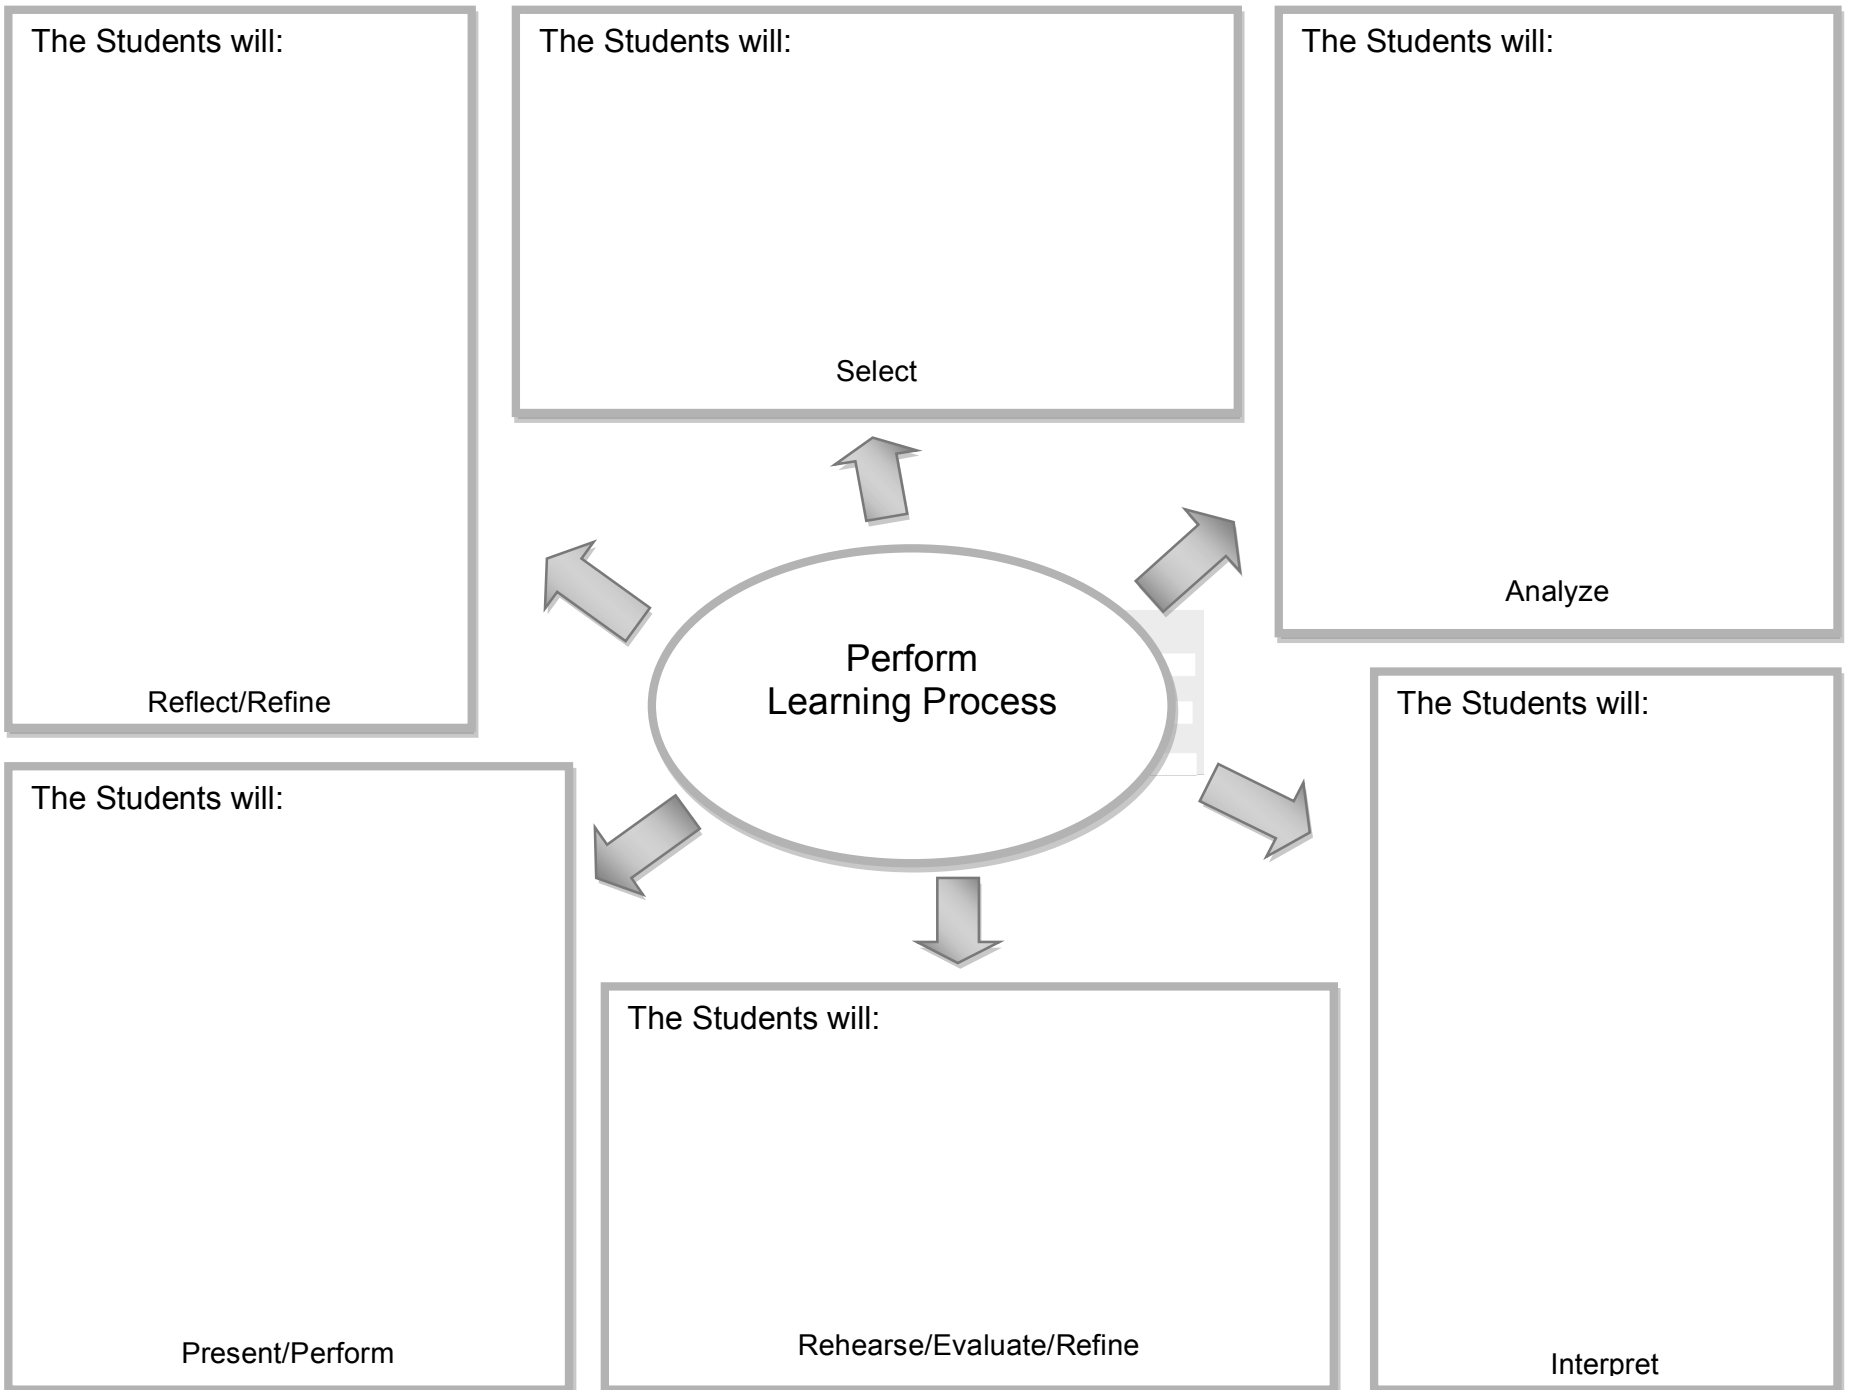 The Students will:
Reflect/Refine
The Students will:
Select
The Students will:
Analyze
Perform
Learning Process
The Students will:
Interpret
The Students will:
Present/Perform
The Students will:
Rehearse/Evaluate/Refine